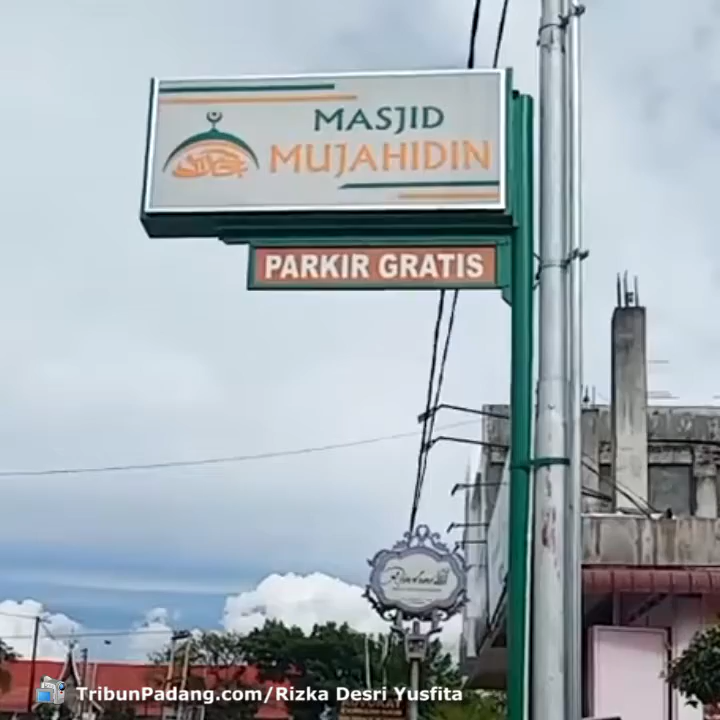 MASJID
MUJAHIDIN
PARKIR GRATIS
TribunPadang.com/Rizka Desri Yusfita